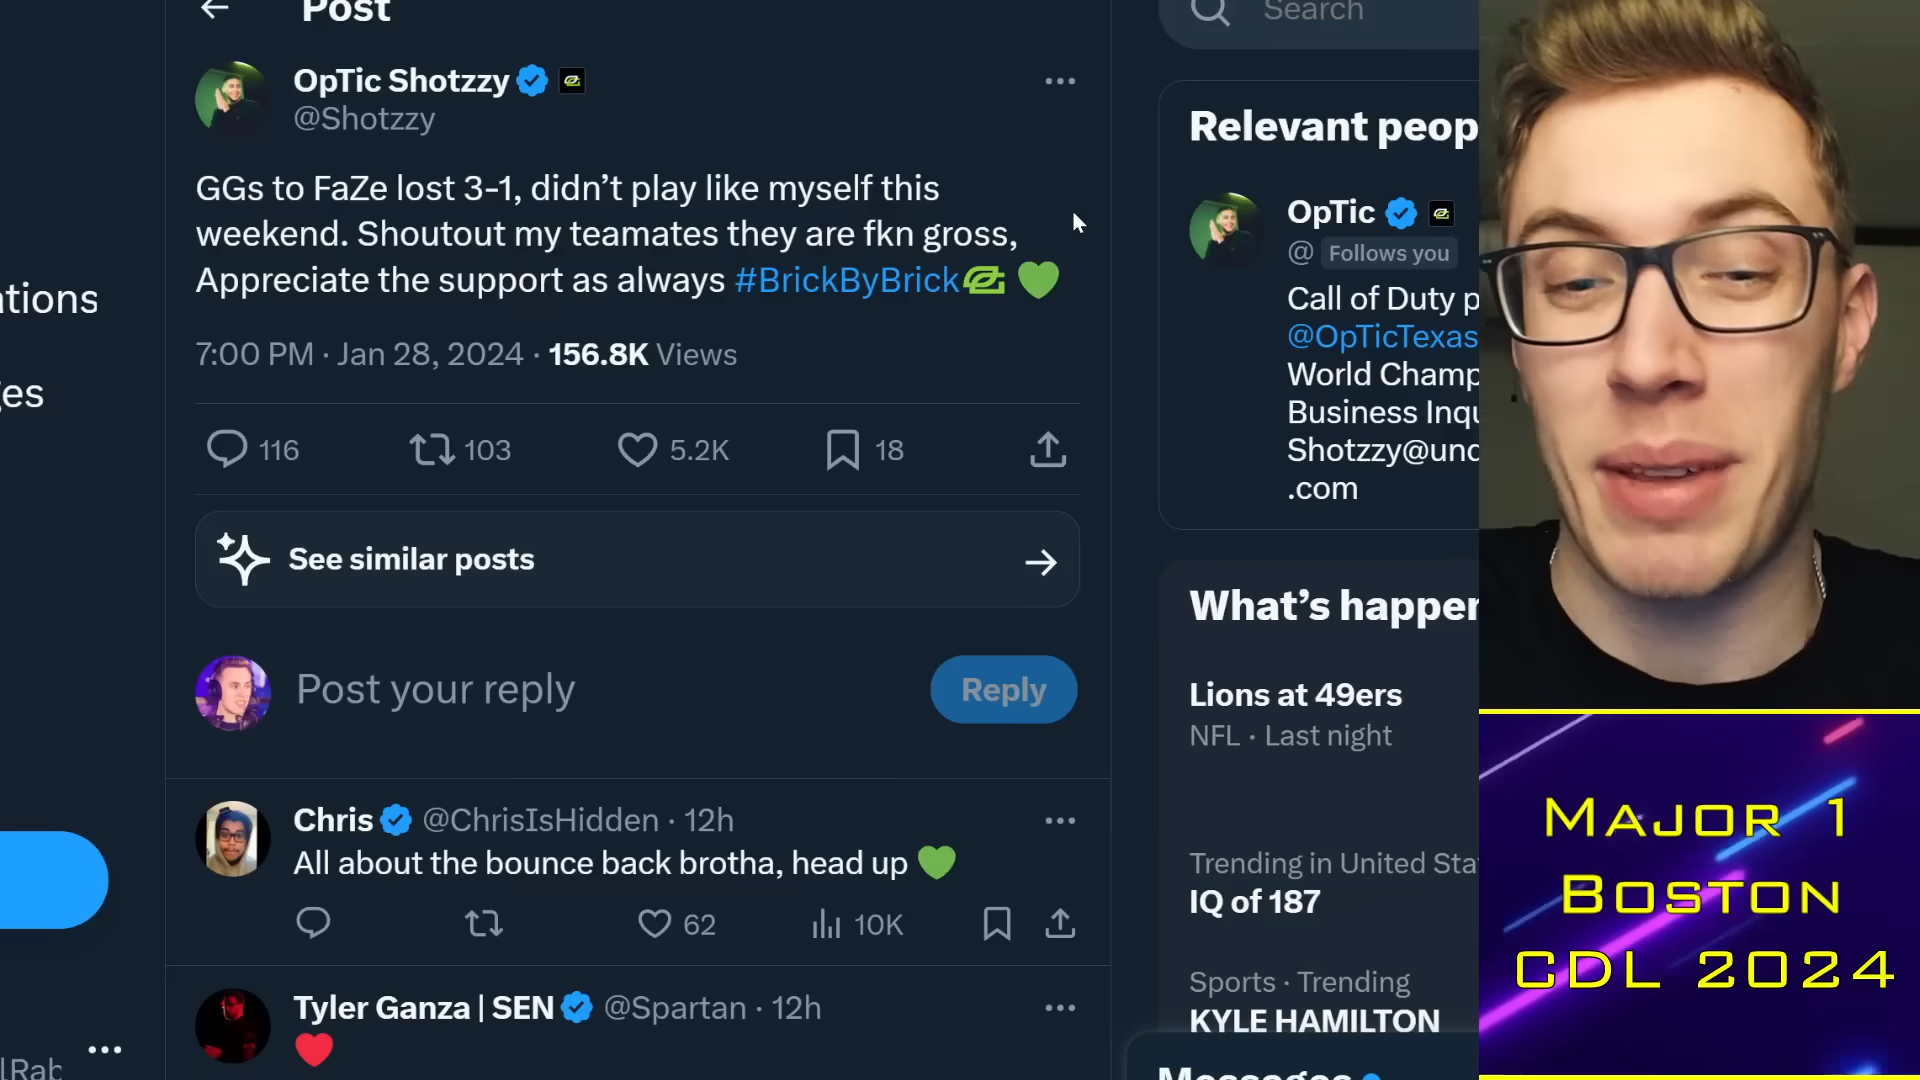 Post
Search
OpTic Shotzzy
@Shotzzy
GGs to FaZe lost 3-1, didn’t play like myself this
weekend. Shoutout my teamates they are fkn gross,
Appreciate the support as always #BrickByBrick
7:00 PM · Jan 28, 2024 · 156.8K Views
116 103 5.2K 18
See similar posts
Post your reply
Reply
Chris @ChrisIsHidden · 12h
All about the bounce back brotha, head up 💚
62 10K
Tyler Ganza | SEN @Spartan · 12h
❤️
ations
ges
lRab
Relevant peop
OpTic
@ Follows you
Call of Duty p
@OpTicTexas
World Champ
Business Inqu
Shotzzy@und
.com
What’s happen
Lions at 49ers
NFL · Last night
Trending in United Sta
IQ of 187
Sports · Trending
KYLE HAMILTON
Messages
MAJOR 1
BOSTON
CDL 2024